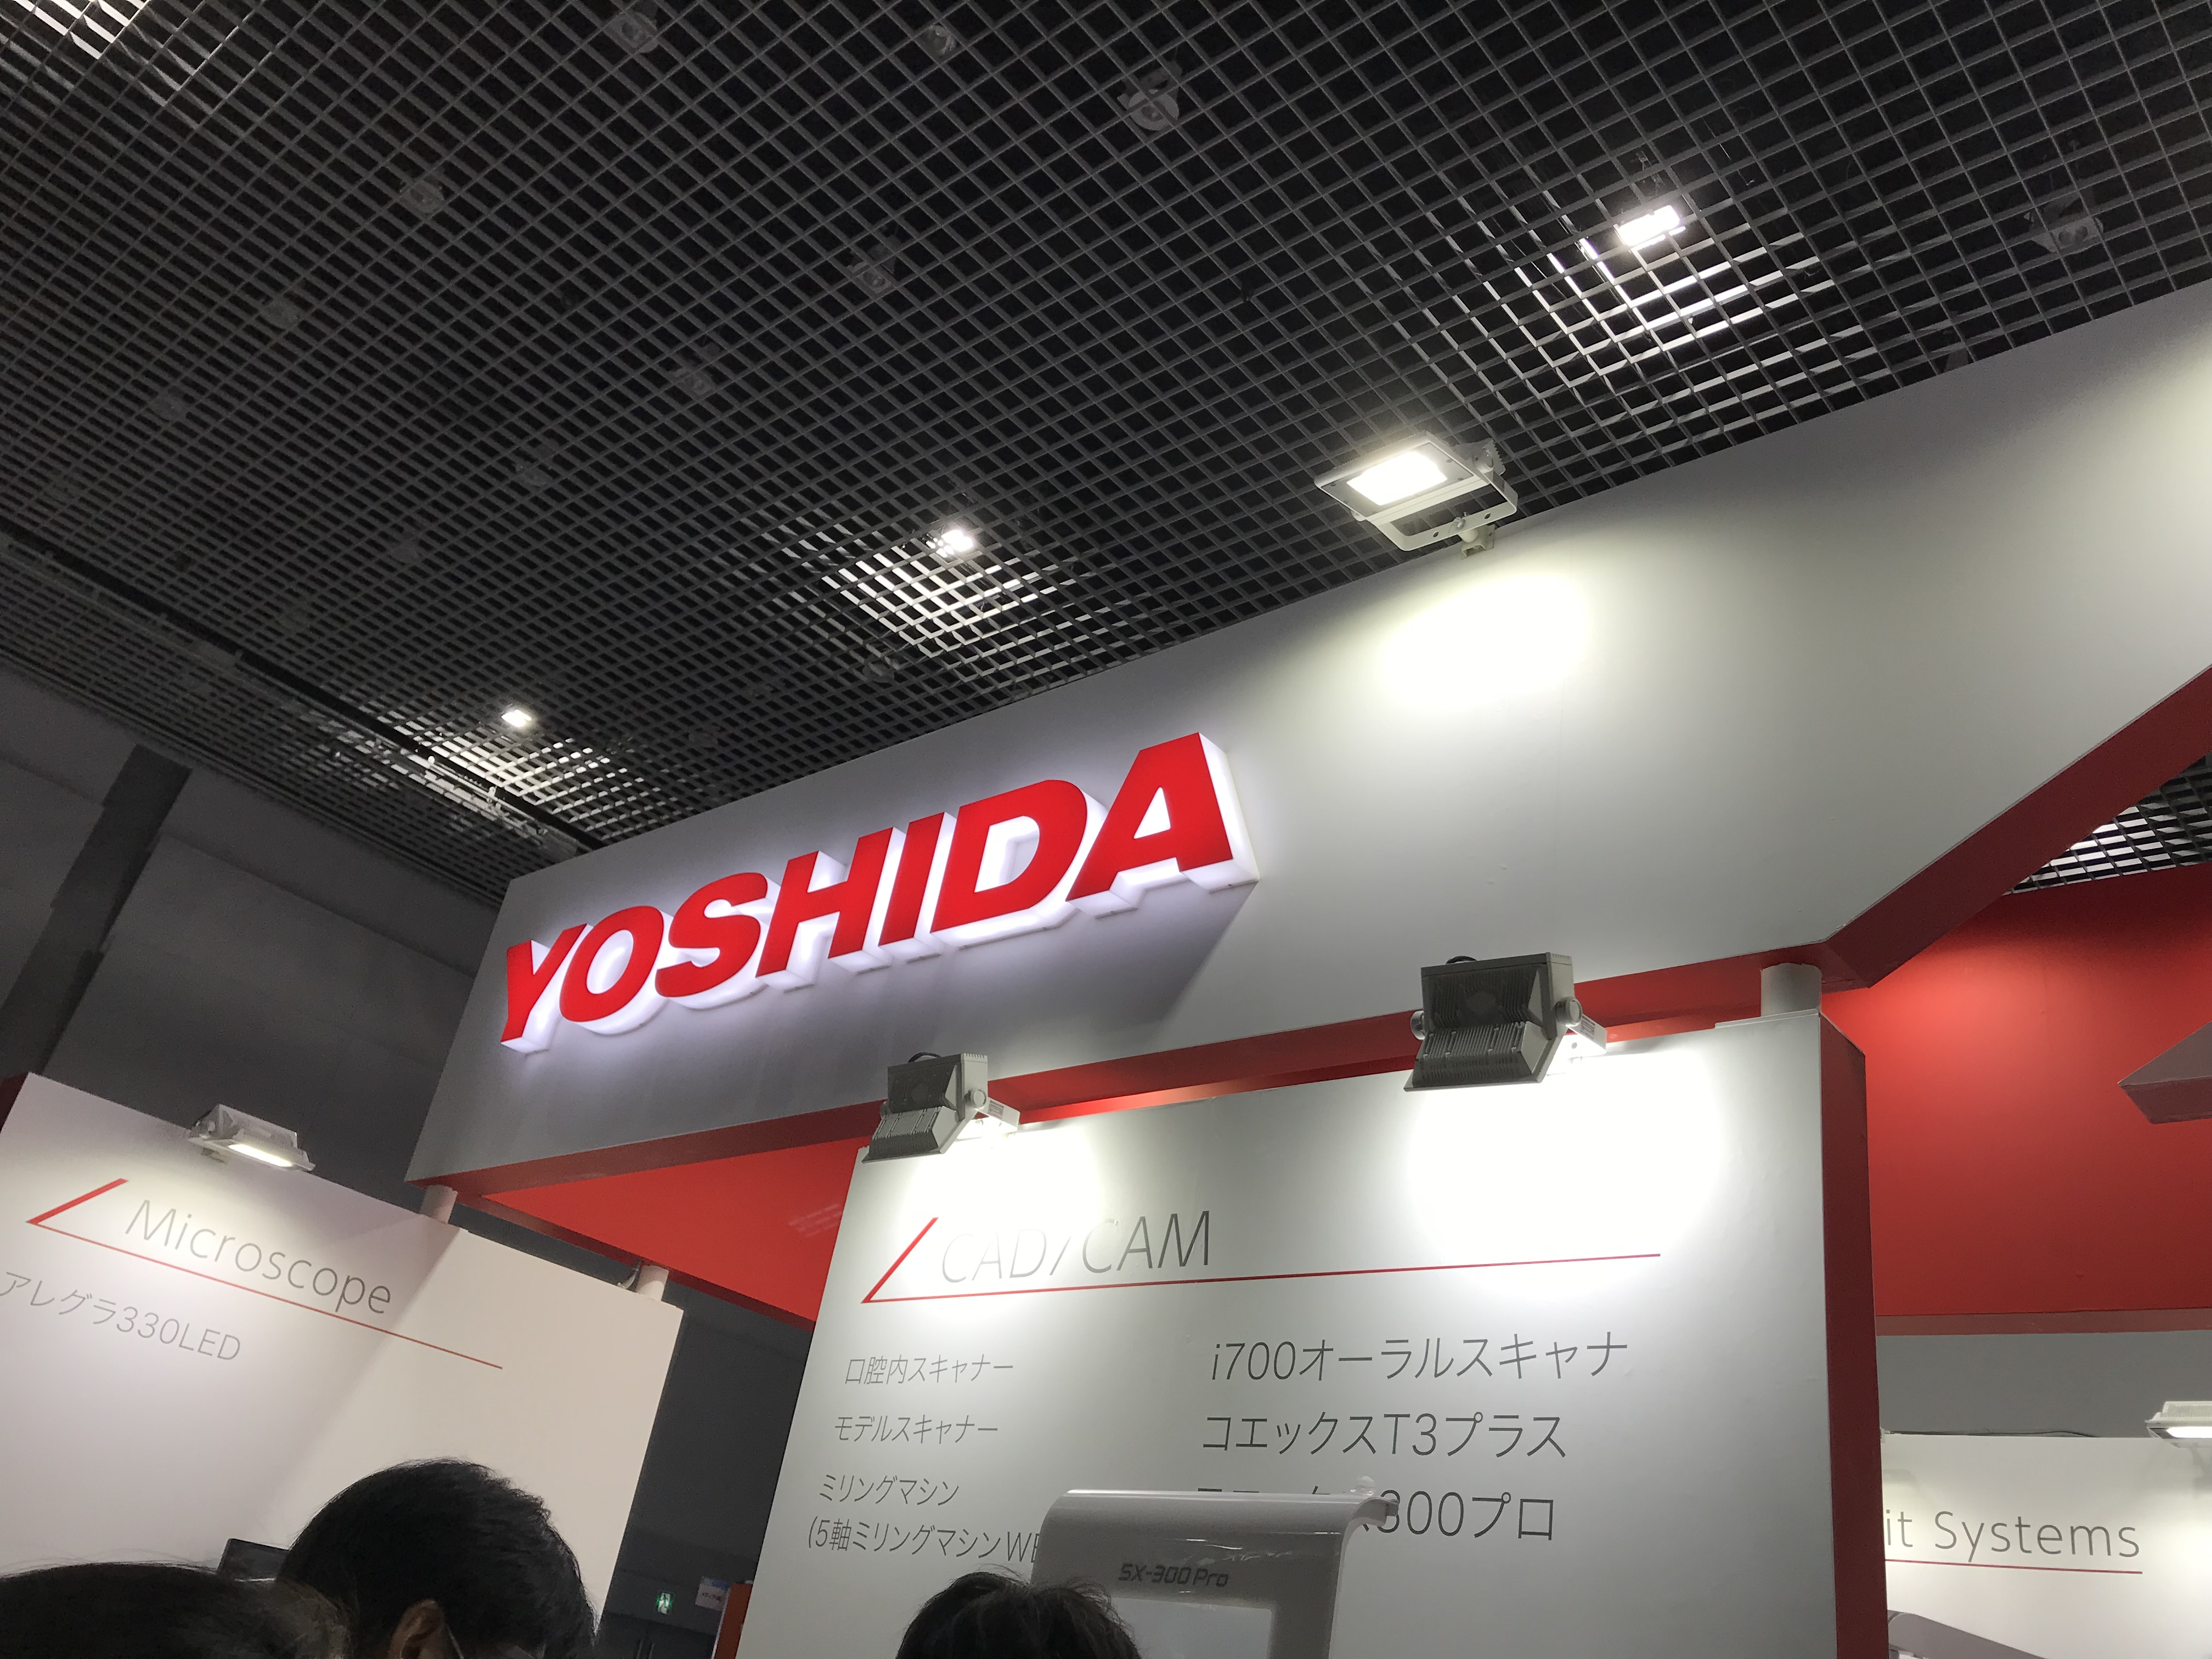 YOSHIDA
Microscope
アレグラ330LED
CAD/CAM
口腔内スキャナー i700オーラルスキャナ
モデルスキャナー コエックスT3プラス
ミリングマシン 300プロ
(5軸ミリングマシン
SX-300 Pro
Systems